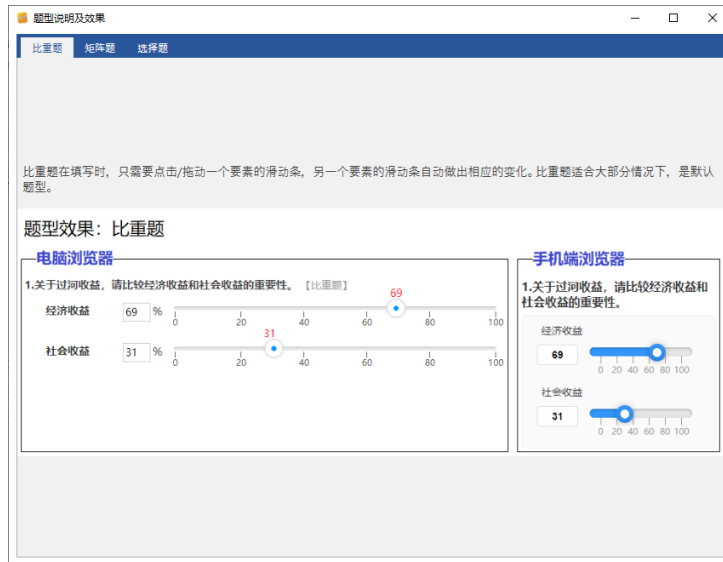 题型说明及效果
比重题 矩阵题 选择题
比重题在填写时，只需要点击/拖动一个要素的滑动条，另一个要素的滑动条自动做出相应的变化。比重题适合大部分情况下，是默认
题型。
题型效果：比重题
电脑浏览器
1.关于过河收益，请比较经济收益和社会收益的重要性。 【比重题】
69
经济收益 69 %
0 20 40 60 80 100
31
社会收益 31 %
0 20 40 60 80 100
手机端浏览器
1.关于过河收益，请比较经济收益和
社会收益的重要性。
经济收益
69
0 20 40 60 80 100
社会收益
31
0 20 40 60 80 100